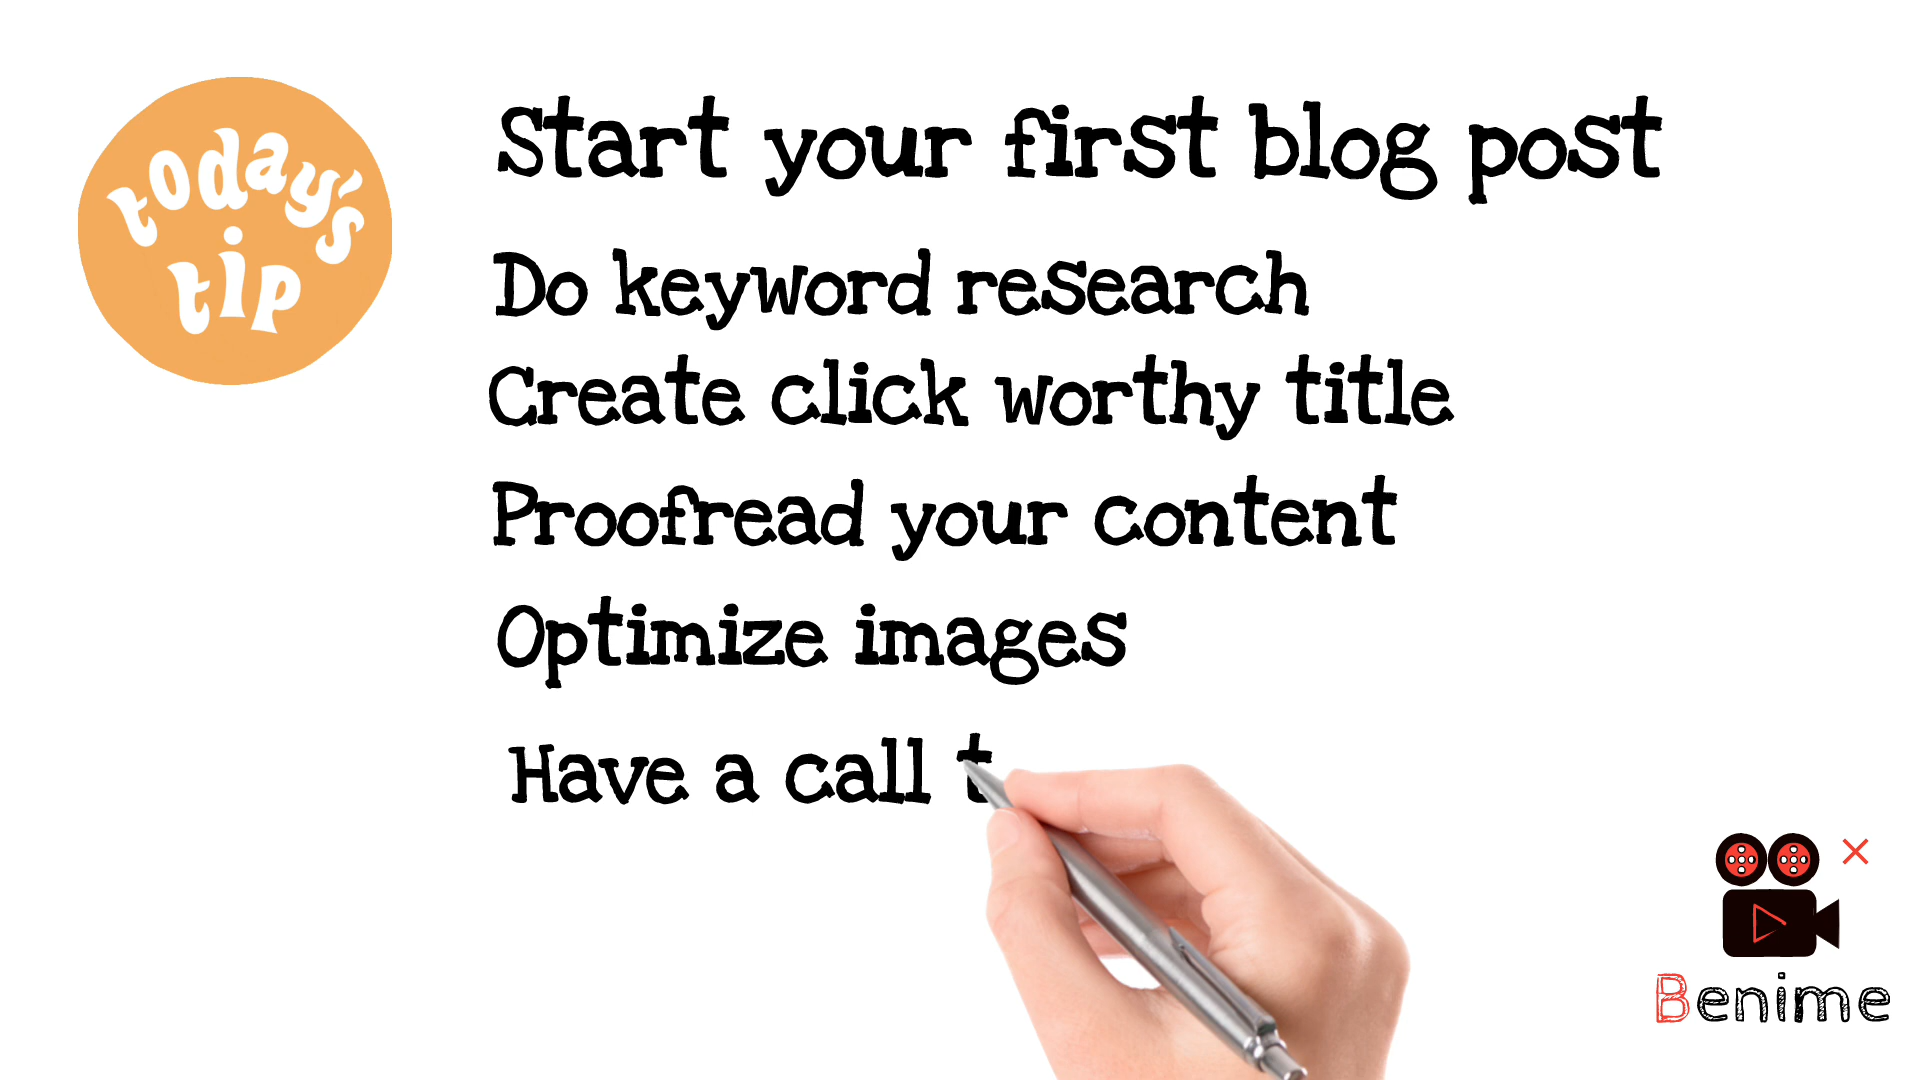 today's
tip
Start your first blog post
Do keyword research
Create click worthy title
Proofread your content
Optimize images
Have a call t
Benime